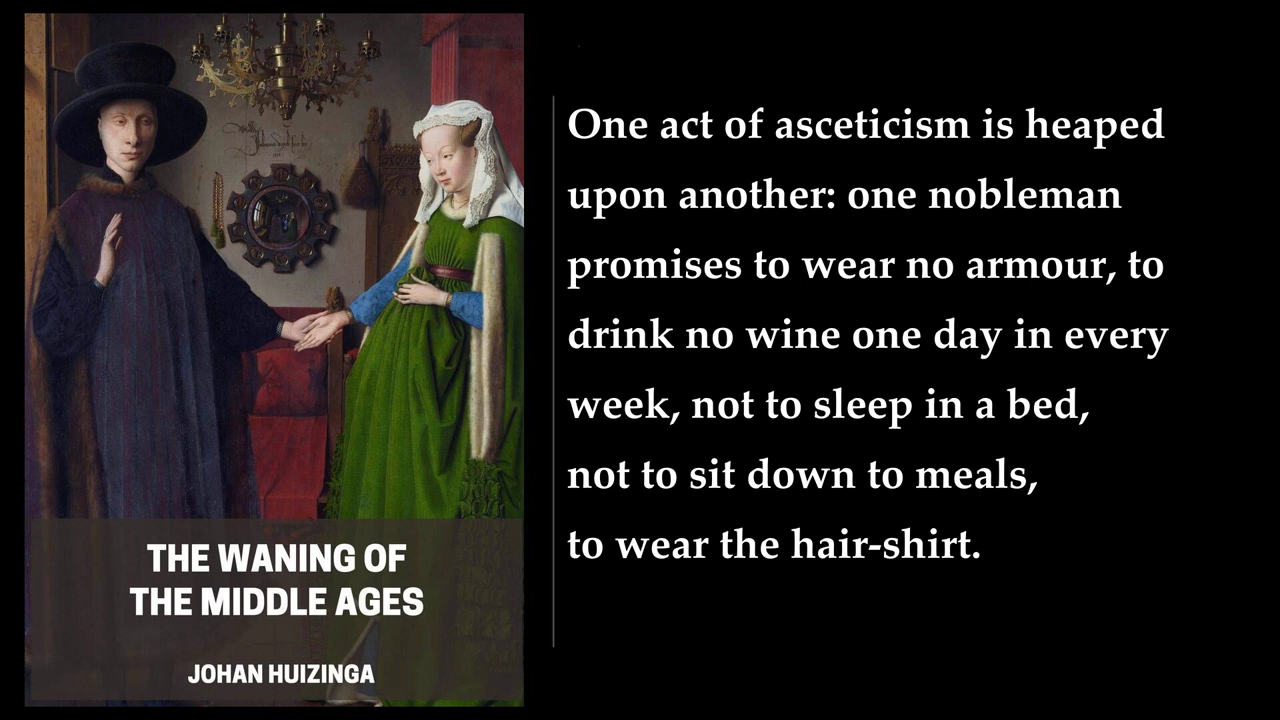 THE WANING OF
THE MIDDLE AGES
JOHAN HUIZINGA
One act of asceticism is heaped
upon another: one nobleman
promises to wear no armour, to
drink no wine one day in every
week, not to sleep in a bed,
not to sit down to meals,
to wear the hair-shirt.